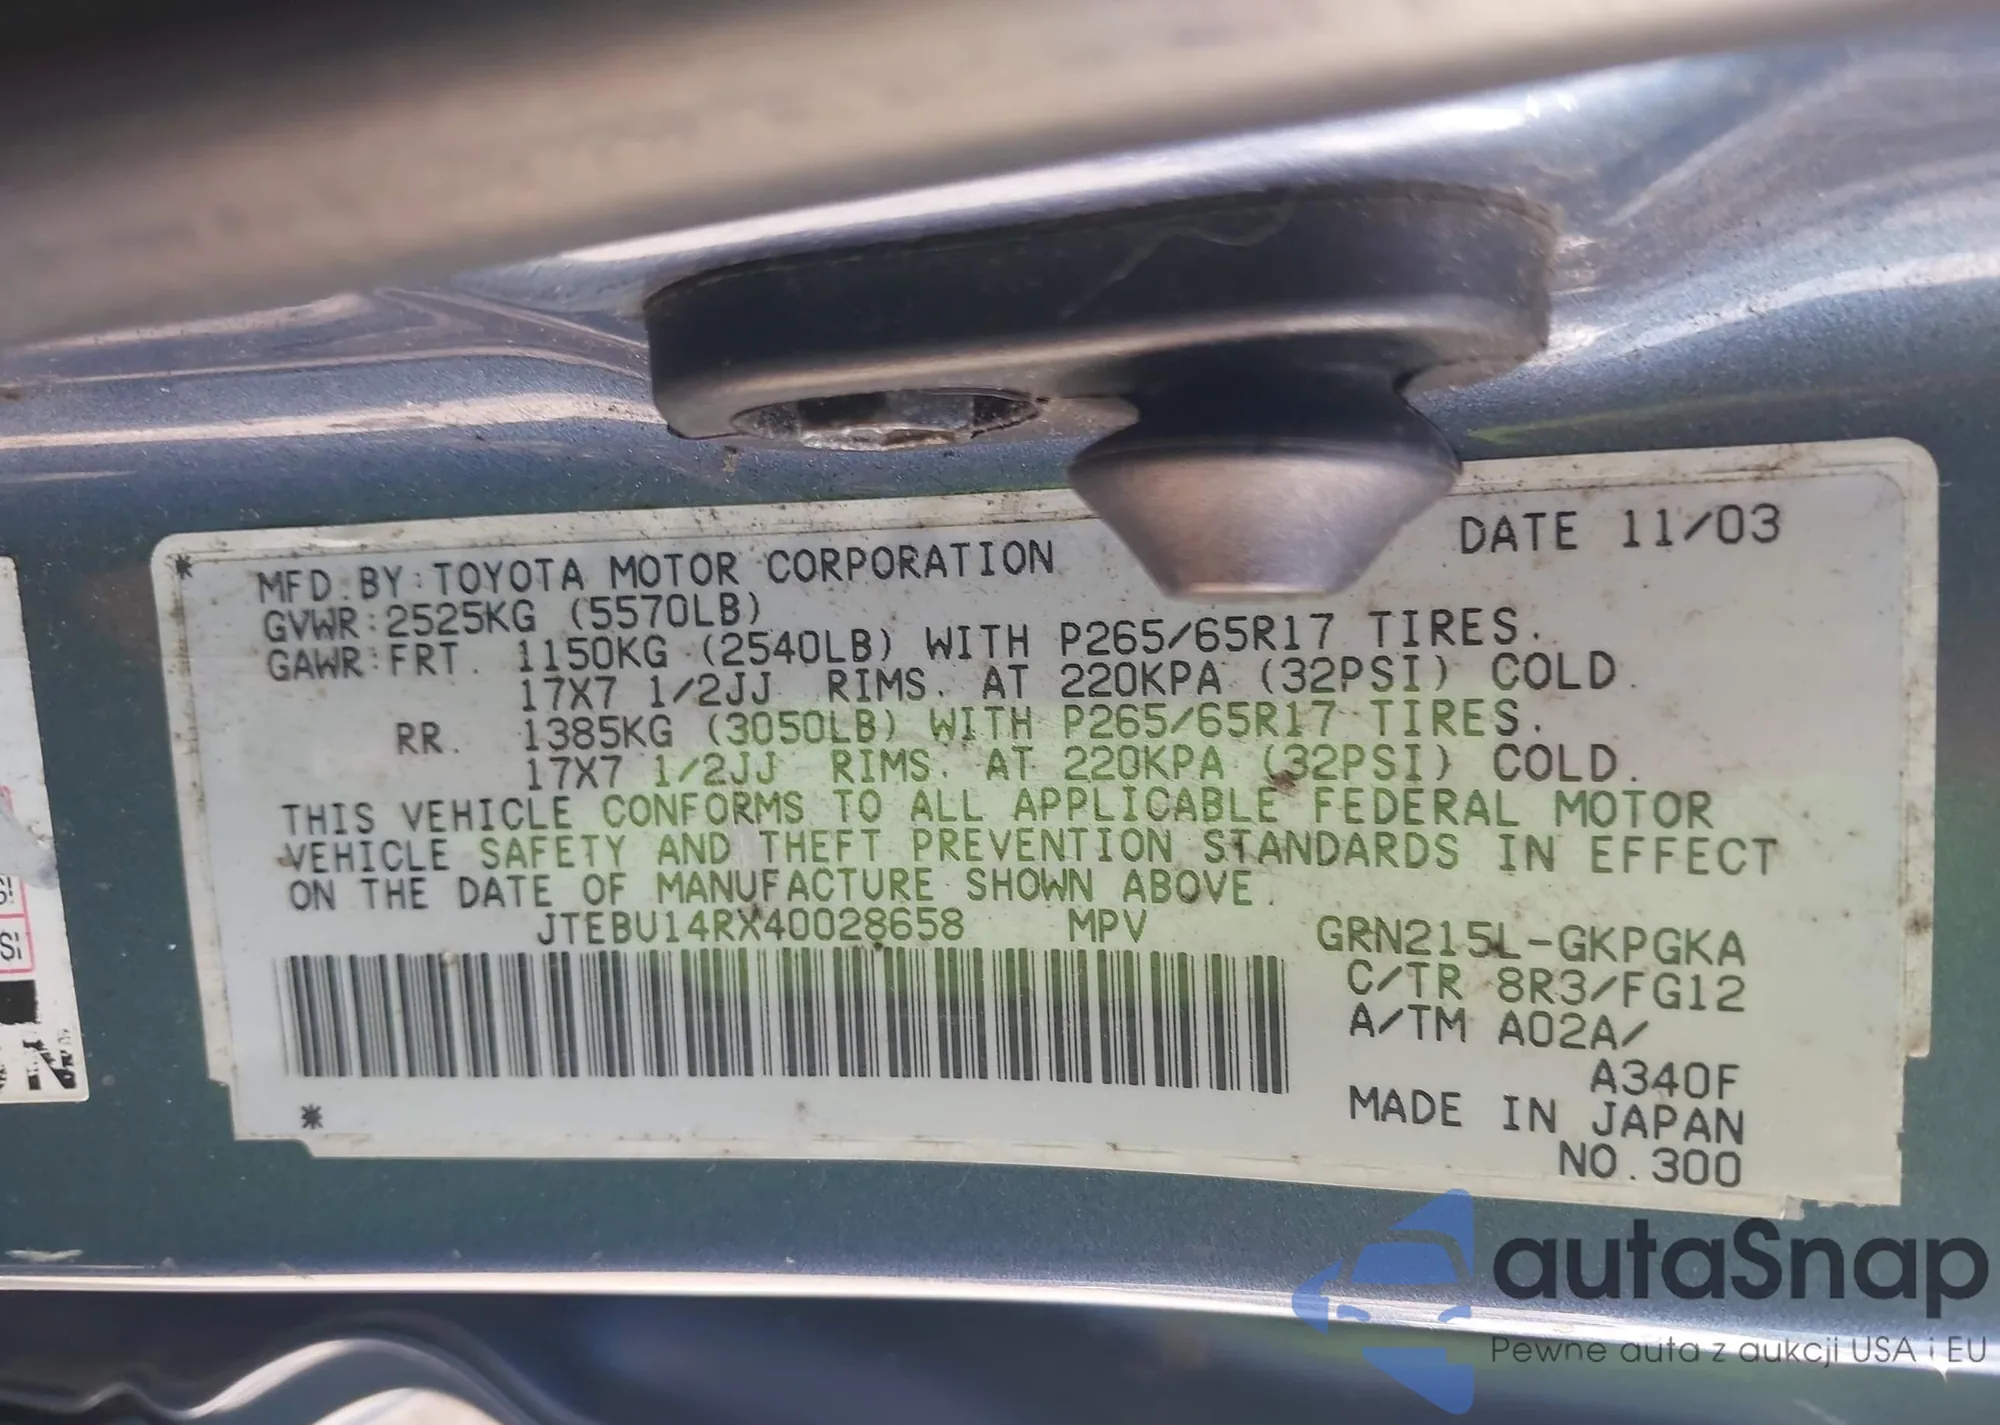 DATE 11/03
* MFD.BY:TOYOTA MOTOR CORPORATION
GVWR:2525KG (5570LB)
GAWR:FRT. 1150KG (2540LB) WITH P265/65R17 TIRES.
17X7 1/2JJ RIMS. AT 220KPA (32PSI) COLD.
RR. 1385KG (3050LB) WITH P265/65R17 TIRES.
17X7 1/2JJ RIMS. AT 220KPA (32PSI) COLD.
THIS VEHICLE CONFORMS TO ALL APPLICABLE FEDERAL MOTOR
VEHICLE SAFETY AND THEFT PREVENTION STANDARDS IN EFFECT
ON THE DATE OF MANUFACTURE SHOWN ABOVE.
JTEBU14RX40028658 MPV GRN215L-GKPGKA
C/TR 8R3/FG12
A/TM A02A/
A340F
MADE IN JAPAN
NO.300
*
autaSnap
Pewne auta z aukcji USA i EU